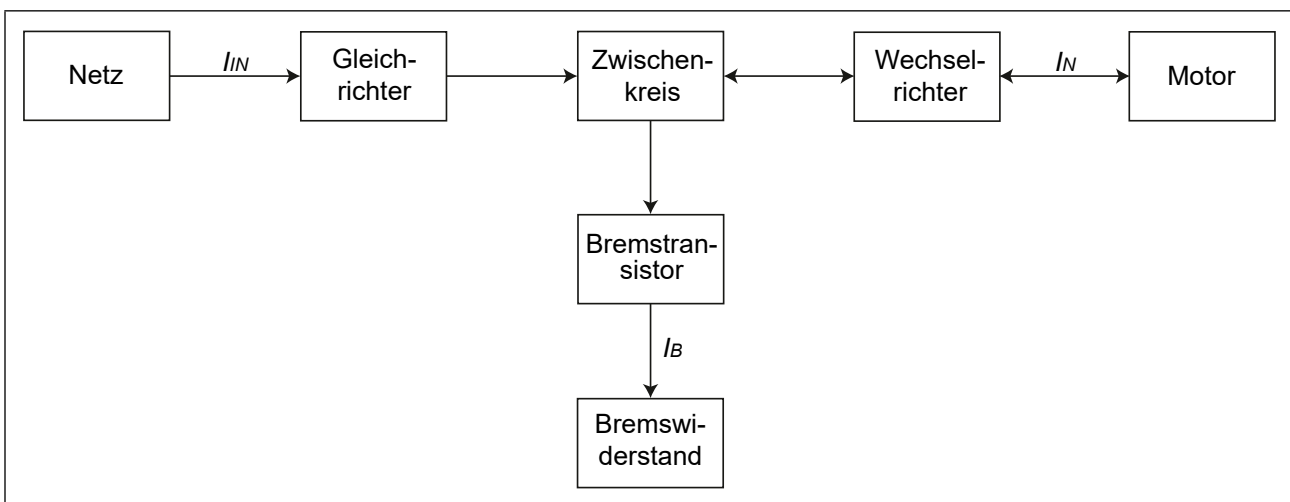 Netz
I_IN
Gleich-
richter
Zwischen-
kreis
Wechsel-
richter
I_N
Motor
Bremstran-
sistor
I_B
Bremswi-
derstand